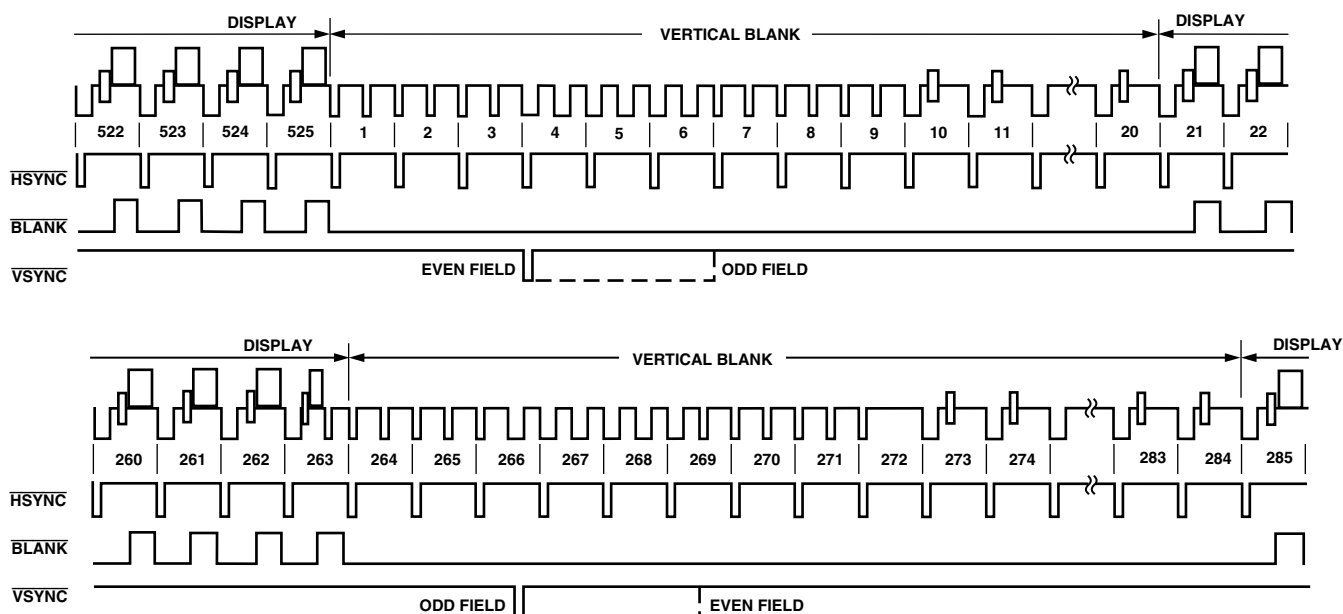 DISPLAY VERTICAL BLANK DISPLAY
522 523 524 525 1 2 3 4 5 6 7 8 9 10 11 20 21 22
HSYNC
BLANK
VSYNC
EVEN FIELD ODD FIELD
DISPLAY VERTICAL BLANK DISPLAY
260 261 262 263 264 265 266 267 268 269 270 271 272 273 274 283 284 285
HSYNC
BLANK
VSYNC
ODD FIELD EVEN FIELD